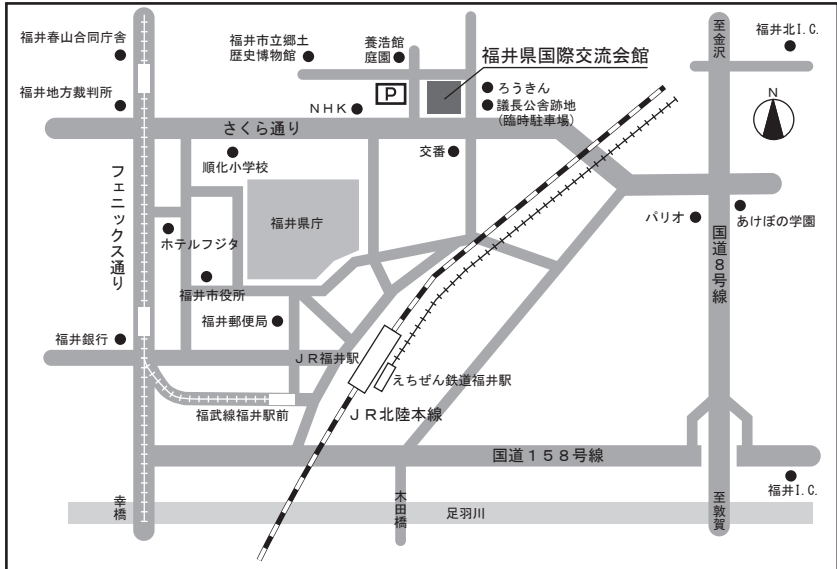 福井春山合同庁舎
福井市立郷土
歴史博物館
養浩館
庭園
福井県国際交流会館
至金沢
福井北I.C.
福井地方裁判所
P
NHK
ろうきん
議長公舎跡地
(臨時駐車場)
N
さくら通り
順化小学校
交番
フェニックス通り
福井県庁
ホテルフジタ
パリオ
あけぼの学園
国道8号線
福井市役所
福井郵便局
福井銀行
JR福井駅
えちぜん鉄道福井駅
福武線福井駅前
JR北陸本線
国道158号線
幸橋
木田橋
足羽川
至敦賀
福井I.C.